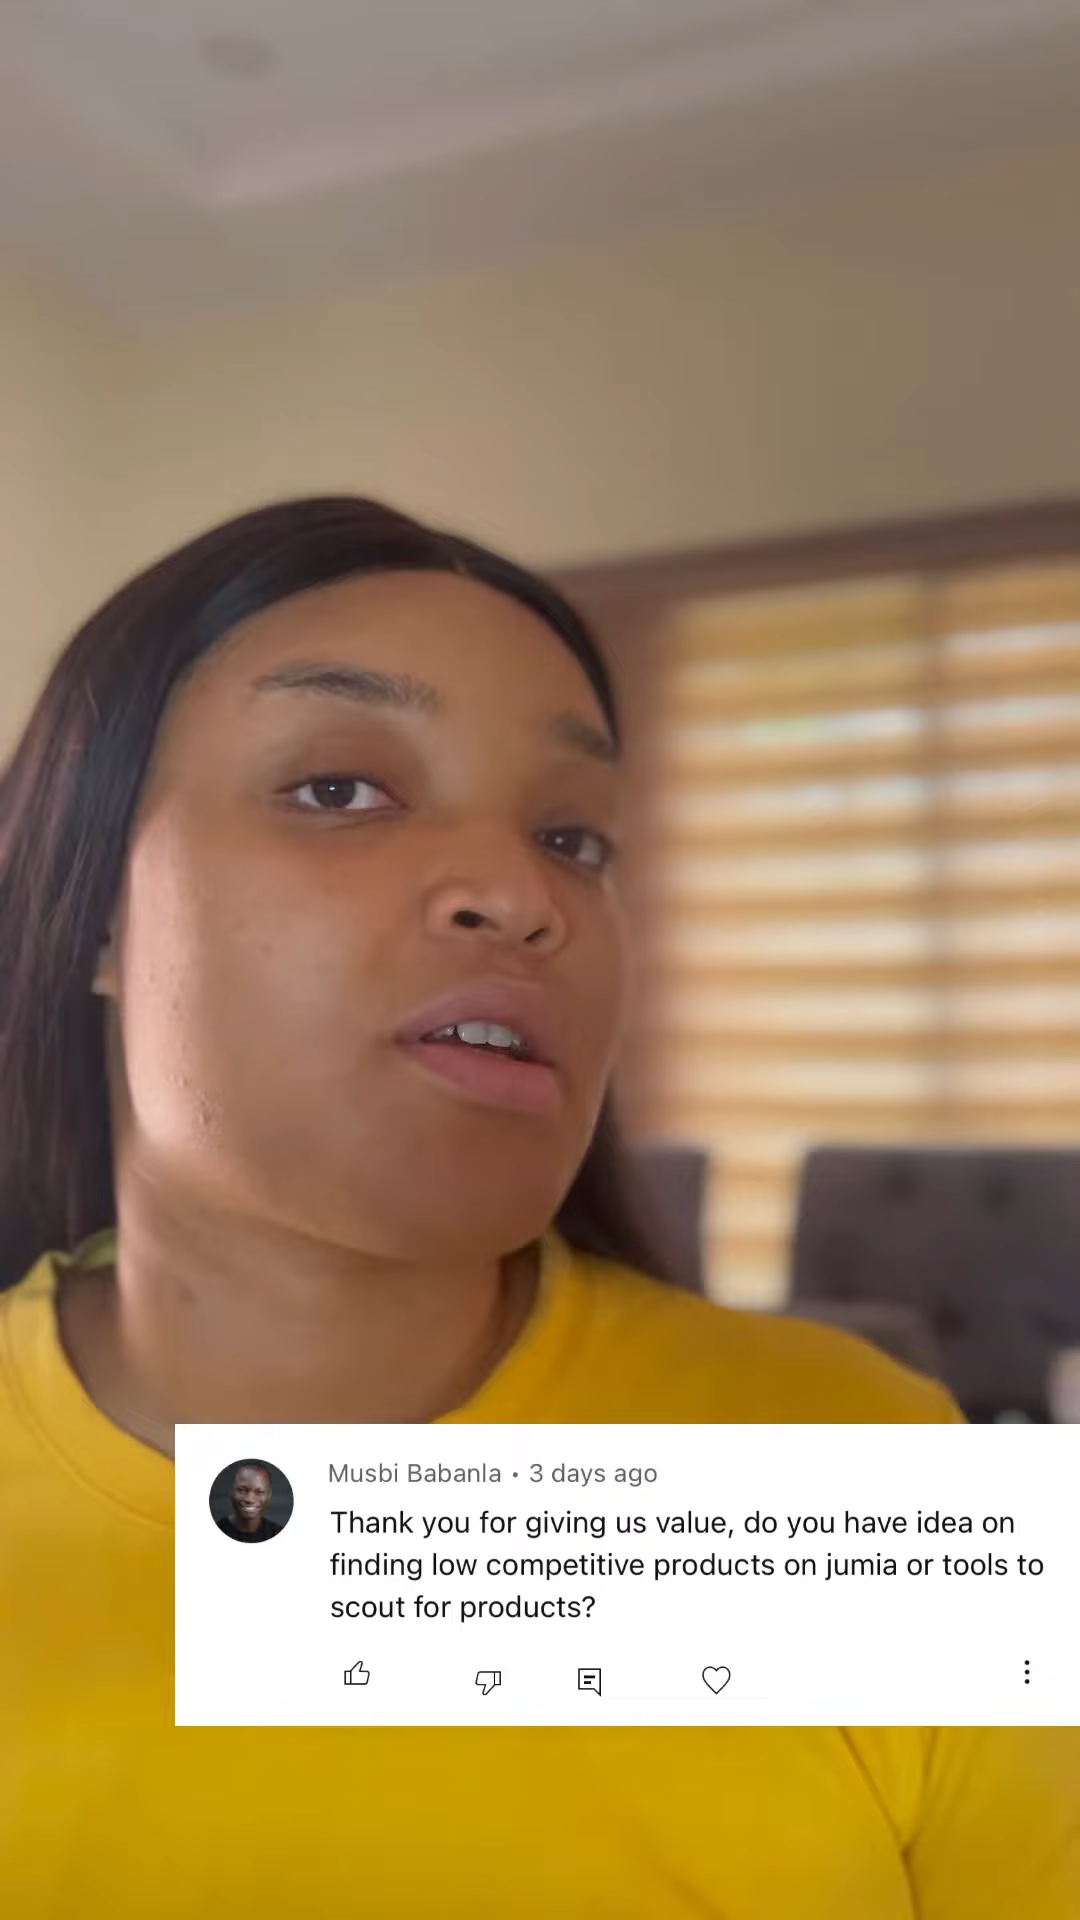 Musbi Babanla • 3 days ago
Thank you for giving us value, do you have idea on
finding low competitive products on jumia or tools to
scout for products?